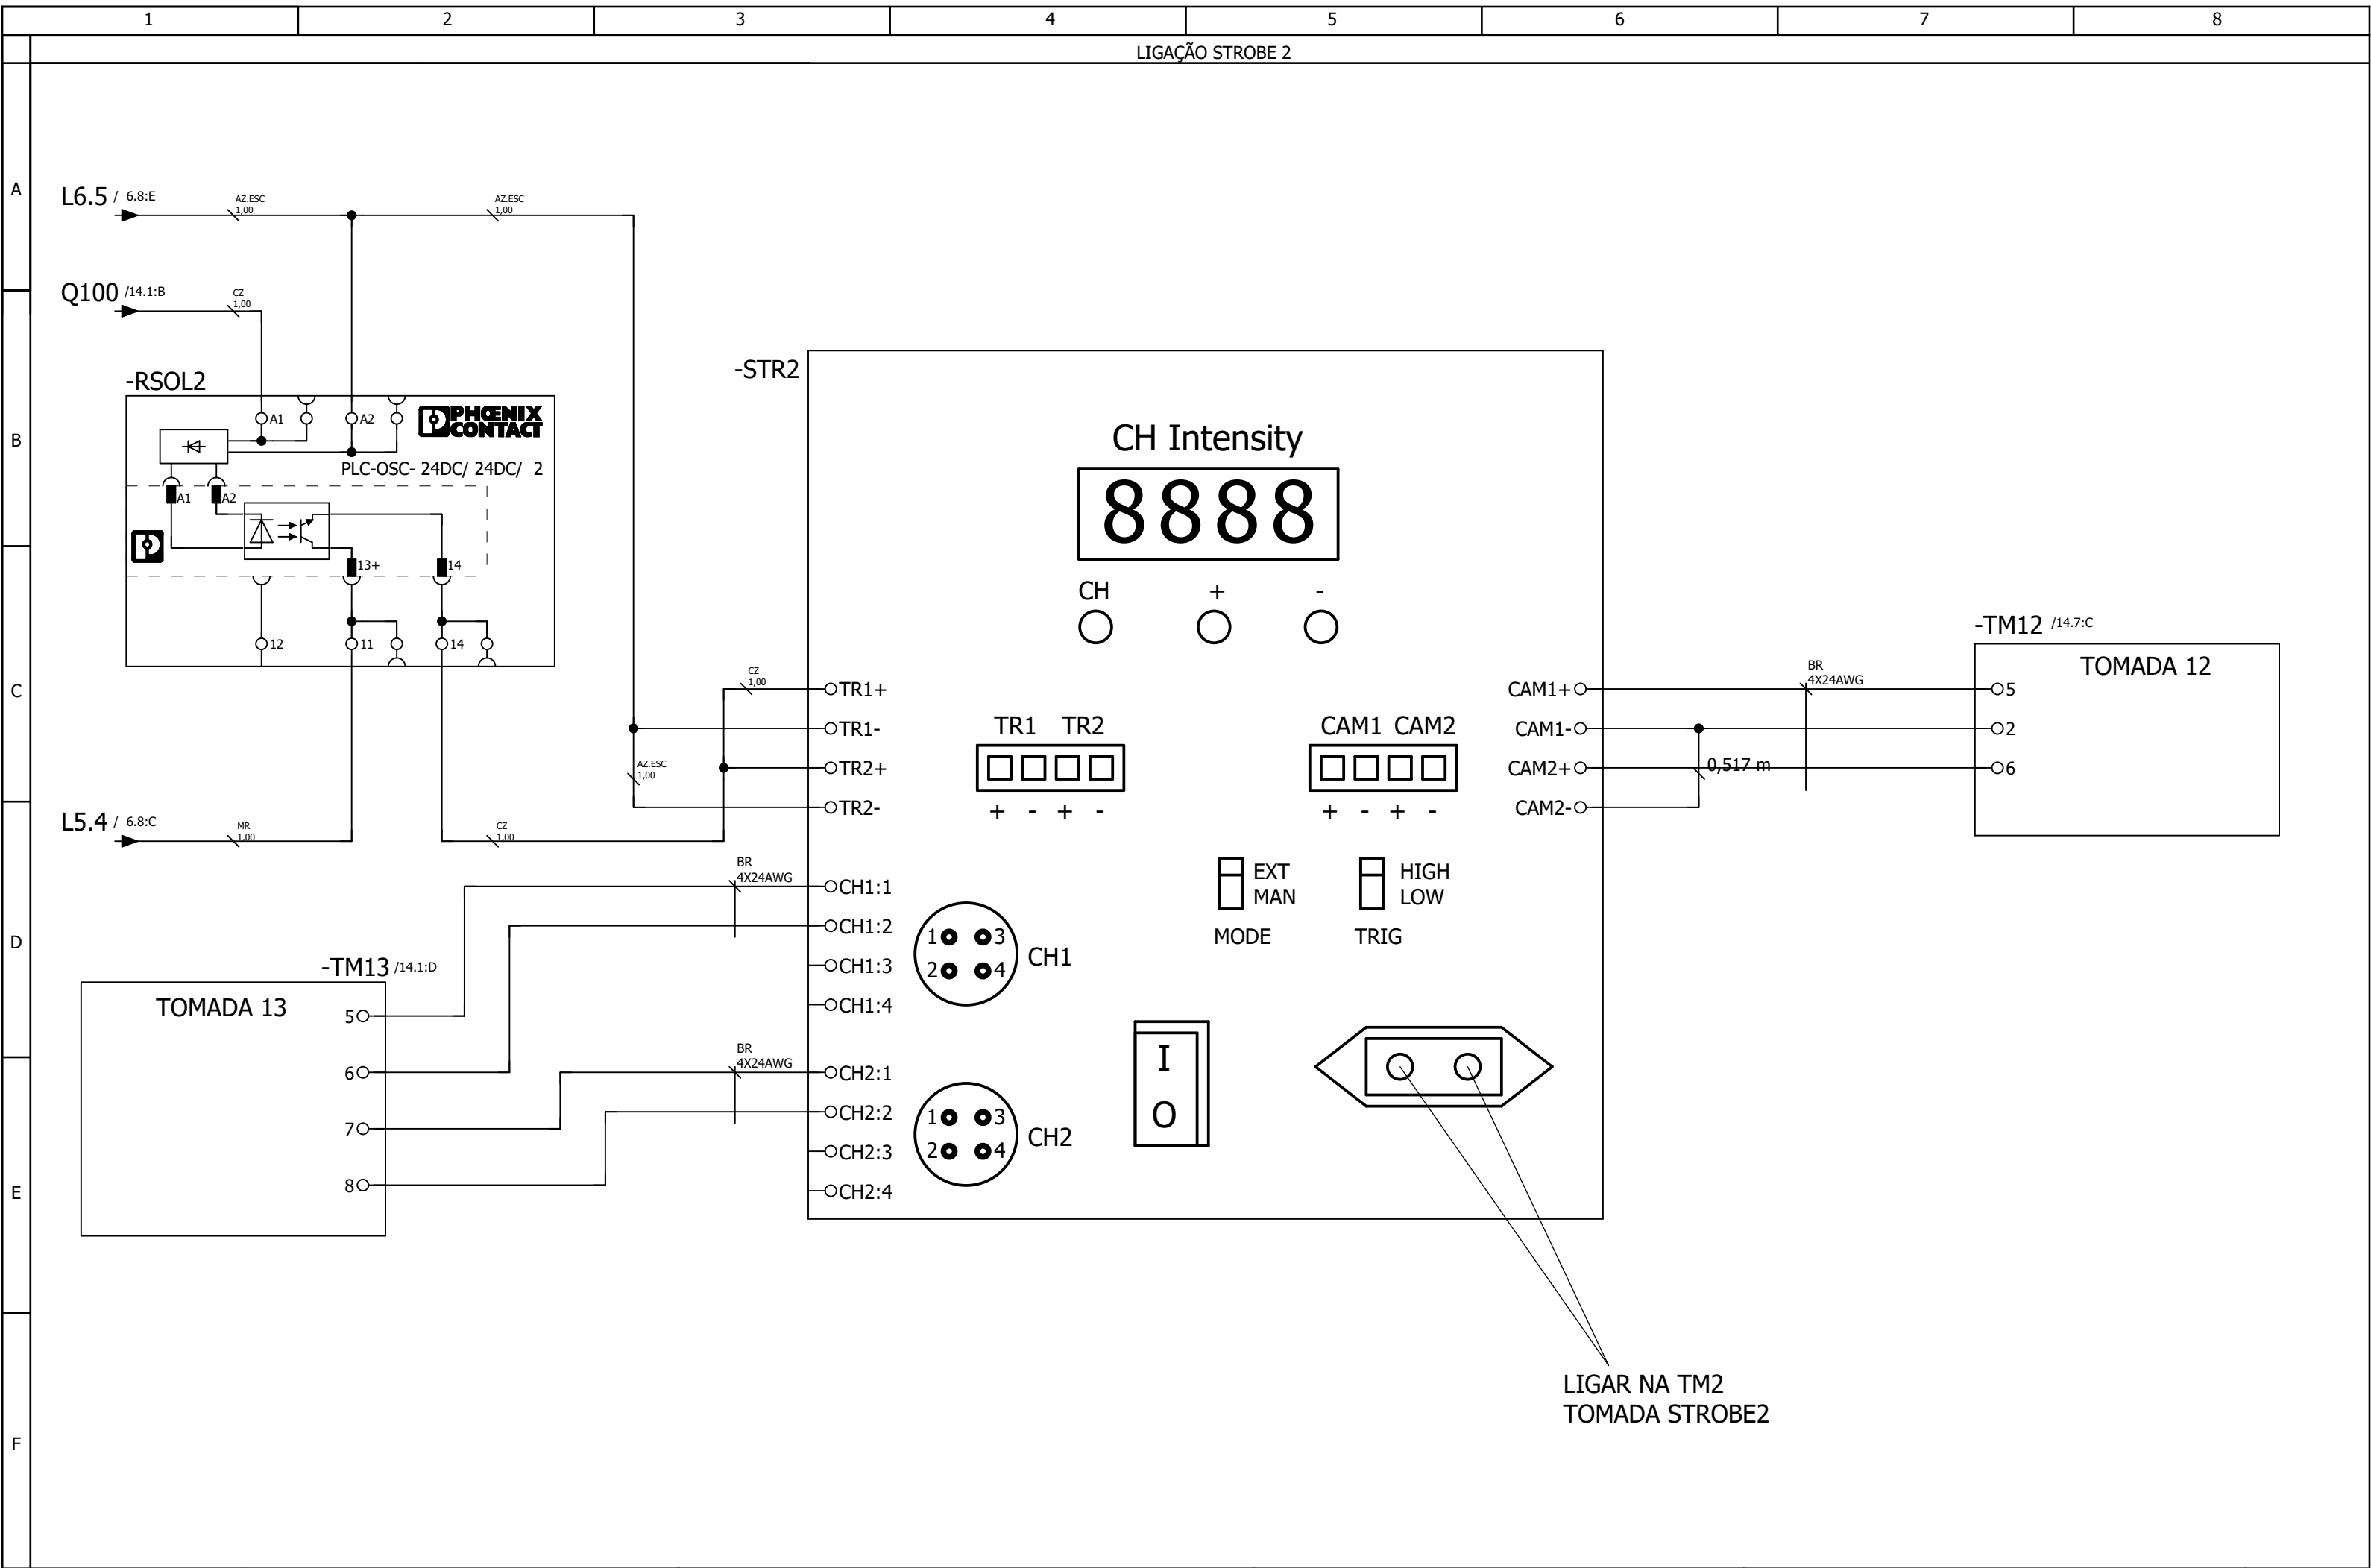 1 2 3 4 5 6 7 8
LIGAÇÃO STROBE 2
A
L6.5 / 6.8:E
AZ.ESC
1,00
AZ.ESC
1,00
Q100 /14.1:B
CZ
1,00
-RSOL2
A1
A2
PHŒNIX
CONTACT
PLC-OSC- 24DC/ 24DC/ 2
A1
A2
13+
14
12
11
14
B
-STR2
CH Intensity
8888
CH + -
C
CZ
1,00
TR1+
TR1-
TR2+
TR2-
AZ.ESC
1,00
TR1 TR2
+ - + -
CAM1 CAM2
+ - + -
CAM1+
CAM1-
CAM2+
CAM2-
BR
4X24AWG
0,517 m
-TM12 /14.7:C
TOMADA 12
5
2
6
L5.4 / 6.8:C
MR
1,00
CZ
1,00
BR
4X24AWG
CH1:1
CH1:2
CH1:3
CH1:4
EXT
MAN
MODE
HIGH
LOW
TRIG
D
1 3
2 4
CH1
-TM13 /14.1:D
TOMADA 13
5
6
7
8
BR
4X24AWG
CH2:1
CH2:2
CH2:3
CH2:4
1 3
2 4
CH2
I
O
E
LIGAR NA TM2
TOMADA STROBE2
F